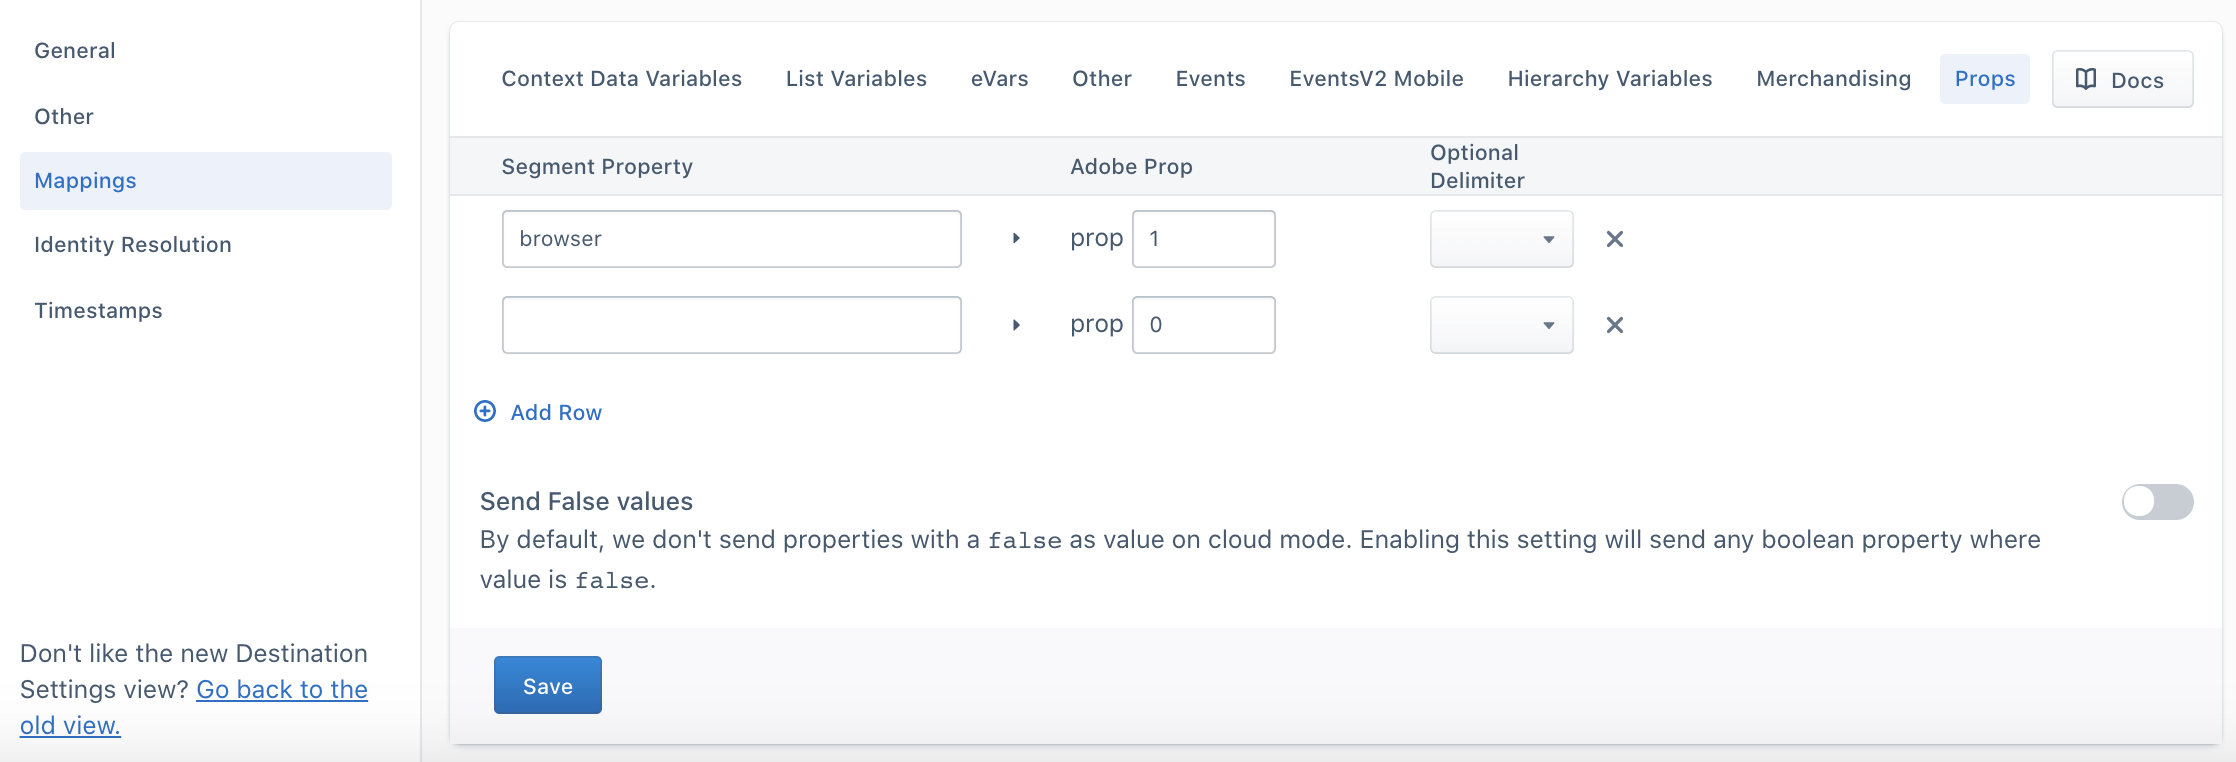 General
Other
Mappings
Identity Resolution
Timestamps
Don't like the new Destination
Settings view? Go back to the
old view.
Context Data Variables List Variables eVars Other Events EventsV2 Mobile Hierarchy Variables Merchandising Props Docs
Segment Property Adobe Prop Optional
Delimiter
browser prop 1
prop 0
Add Row
Send False values
By default, we don't send properties with a false as value on cloud mode. Enabling this setting will send any boolean property where
value is false.
Save